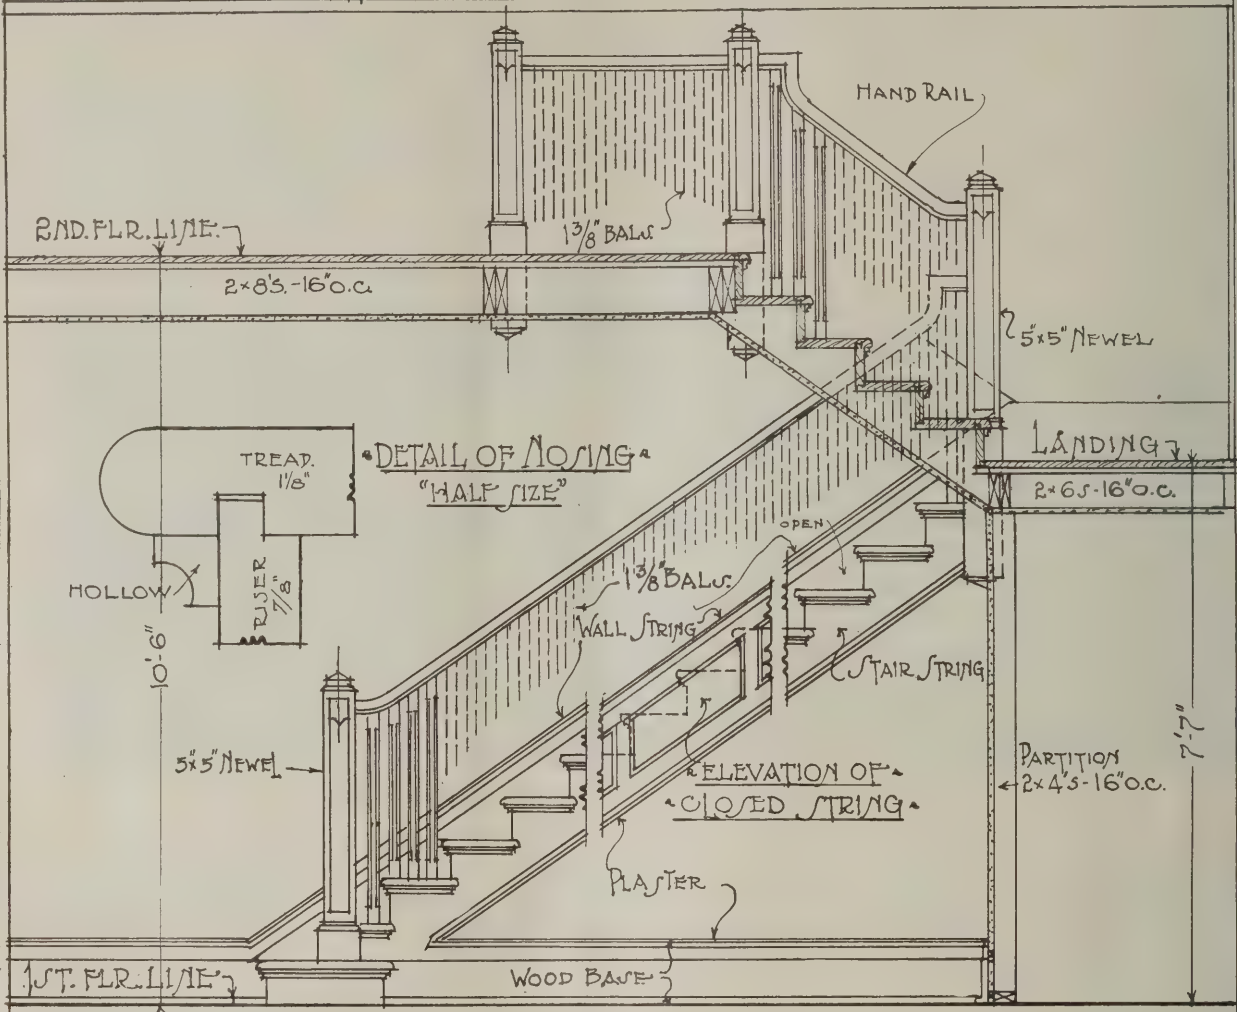 HAND RAIL
2ND. FLR. LINE.
1 3/8" BALS.
2×8's.-16" O.C.
5"×5" NEWEL
LANDING
2×6s-16" O.C.
DETAIL OF NOSING
"HALF SIZE"
TREAD.
1 1/8"
HOLLOW
RISER
7/8"
10'-6"
OPEN
1 3/8" BALS.
WALL STRING
STAIR STRING
5"×5" NEWEL
ELEVATION OF
CLOSED STRING
PARTITION
2×4's-16" O.C.
7'-7"
PLASTER
1ST. FLR. LINE
WOOD BASE